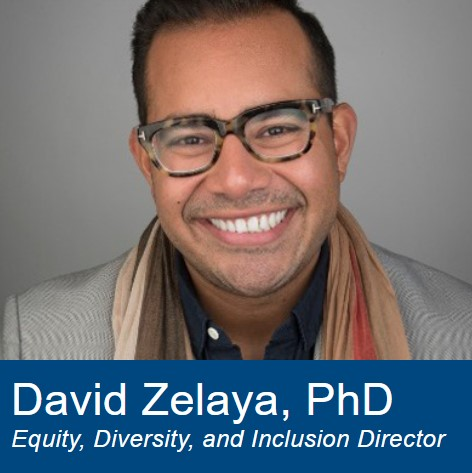 David Zelaya, PhD
Equity, Diversity, and Inclusion Director